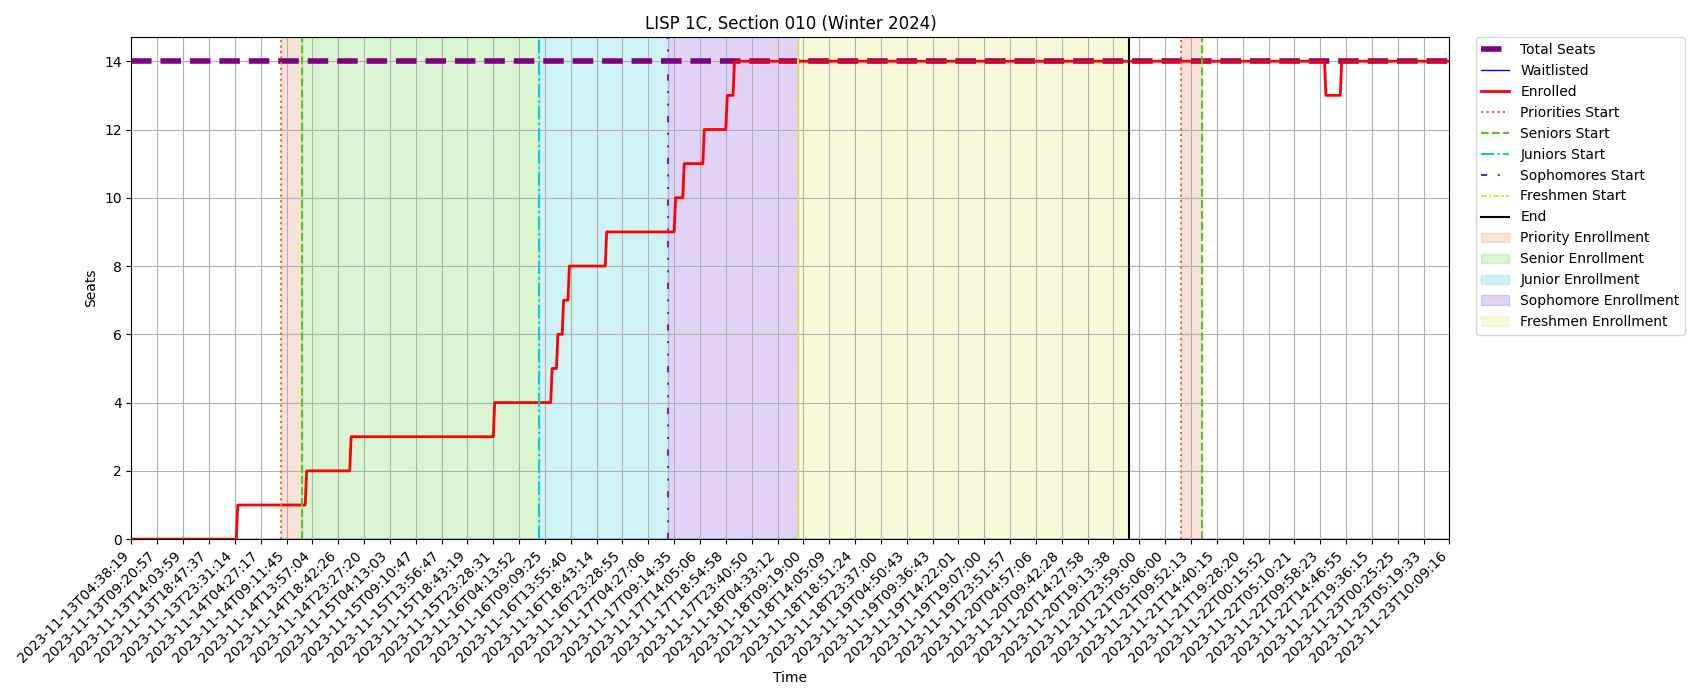 LISP 1C, Section 010 (Winter 2024)
14
12
10
8
6
4
2
0
Seats
2023-11-13T04:38:19
2023-11-13T09:20:57
2023-11-13T14:03:59
2023-11-13T18:47:37
2023-11-13T23:31:14
2023-11-14T04:27:17
2023-11-14T09:11:45
2023-11-14T13:57:04
2023-11-14T18:42:26
2023-11-14T23:27:20
2023-11-15T04:13:03
2023-11-15T09:10:47
2023-11-15T13:56:47
2023-11-15T18:43:19
2023-11-15T23:28:31
2023-11-16T04:13:52
2023-11-16T09:09:25
2023-11-16T13:55:40
2023-11-16T18:43:14
2023-11-16T23:28:55
2023-11-17T04:27:06
2023-11-17T09:14:35
2023-11-17T14:05:06
2023-11-17T18:54:58
2023-11-17T23:40:50
2023-11-18T04:33:12
2023-11-18T09:19:00
2023-11-18T14:05:09
2023-11-18T18:51:24
2023-11-18T23:37:00
2023-11-19T04:50:43
2023-11-19T09:36:43
2023-11-19T14:22:01
2023-11-19T19:07:00
2023-11-19T23:51:57
2023-11-20T04:57:06
2023-11-20T09:42:28
2023-11-20T14:27:58
2023-11-20T19:13:38
2023-11-20T23:59:00
2023-11-21T05:06:00
2023-11-21T09:52:13
2023-11-21T14:40:15
2023-11-21T19:28:20
2023-11-22T00:15:52
2023-11-22T05:10:21
2023-11-22T09:58:23
2023-11-22T14:46:55
2023-11-22T19:36:15
2023-11-23T00:25:25
2023-11-23T05:19:33
2023-11-23T10:09:16
Time
Total Seats
Waitlisted
Enrolled
Priorities Start
Seniors Start
Juniors Start
Sophomores Start
Freshmen Start
End
Priority Enrollment
Senior Enrollment
Junior Enrollment
Sophomore Enrollment
Freshmen Enrollment